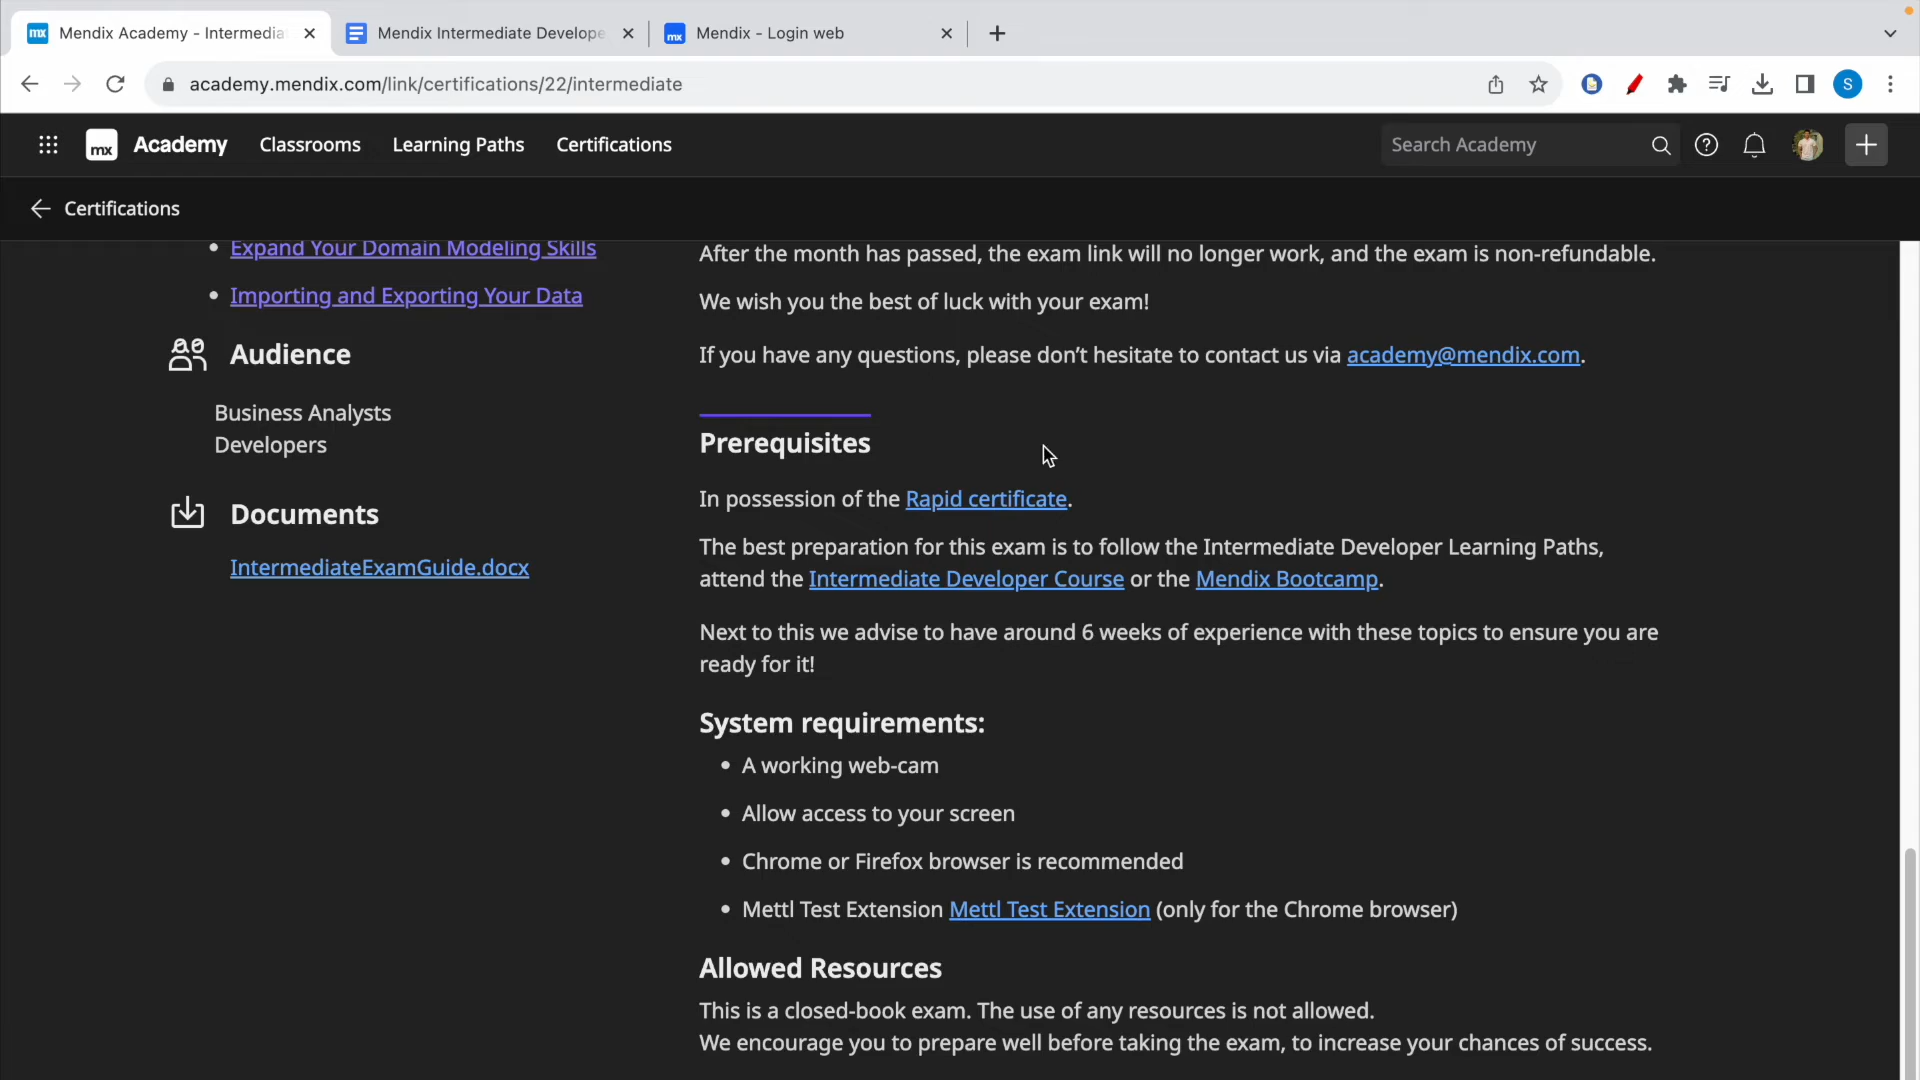 Mendix Academy - Intermedia
Mendix Intermediate Develope
Mendix - Login web
academy.mendix.com/link/certifications/22/intermediate
S
mx
Academy
Classrooms
Learning Paths
Certifications
Search Academy
Certifications
Expand Your Domain Modeling Skills
Importing and Exporting Your Data
Audience
Business Analysts
Developers
Documents
IntermediateExamGuide.docx
After the month has passed, the exam link will no longer work, and the exam is non-refundable.
We wish you the best of luck with your exam!
If you have any questions, please don’t hesitate to contact us via academy@mendix.com.
Prerequisites
In possession of the Rapid certificate.
The best preparation for this exam is to follow the Intermediate Developer Learning Paths,
attend the Intermediate Developer Course or the Mendix Bootcamp.
Next to this we advise to have around 6 weeks of experience with these topics to ensure you are
ready for it!
System requirements:
A working web-cam
Allow access to your screen
Chrome or Firefox browser is recommended
Mettl Test Extension Mettl Test Extension (only for the Chrome browser)
Allowed Resources
This is a closed-book exam. The use of any resources is not allowed.
We encourage you to prepare well before taking the exam, to increase your chances of success.